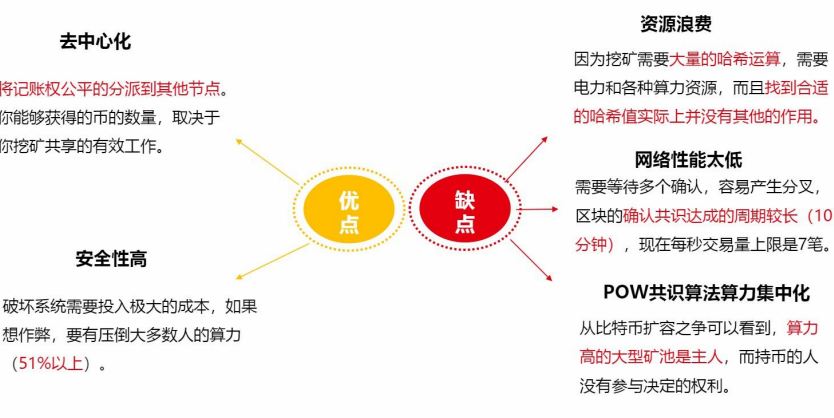 去中心化
将记账权公平的分派到其他节点。
你能够获得的币的数量，取决于
你挖矿共享的有效工作。
安全性高
破坏系统需要投入极大的成本，如果
想作弊，要有压倒大多数人的算力
（51%以上）。
优
点
缺
点
资源浪费
因为挖矿需要大量的哈希运算，需要
电力和各种算力资源，而且找到合适
的哈希值实际上并没有其他的作用。
网络性能太低
需要等待多个确认，容易产生分叉，
区块的确认共识达成的周期较长（10
分钟），现在每秒交易量上限是7笔。
POW共识算法算力集中化
从比特币扩容之争可以看到，算力
高的大型矿池是主人，而持币的人
没有参与决定的权利。